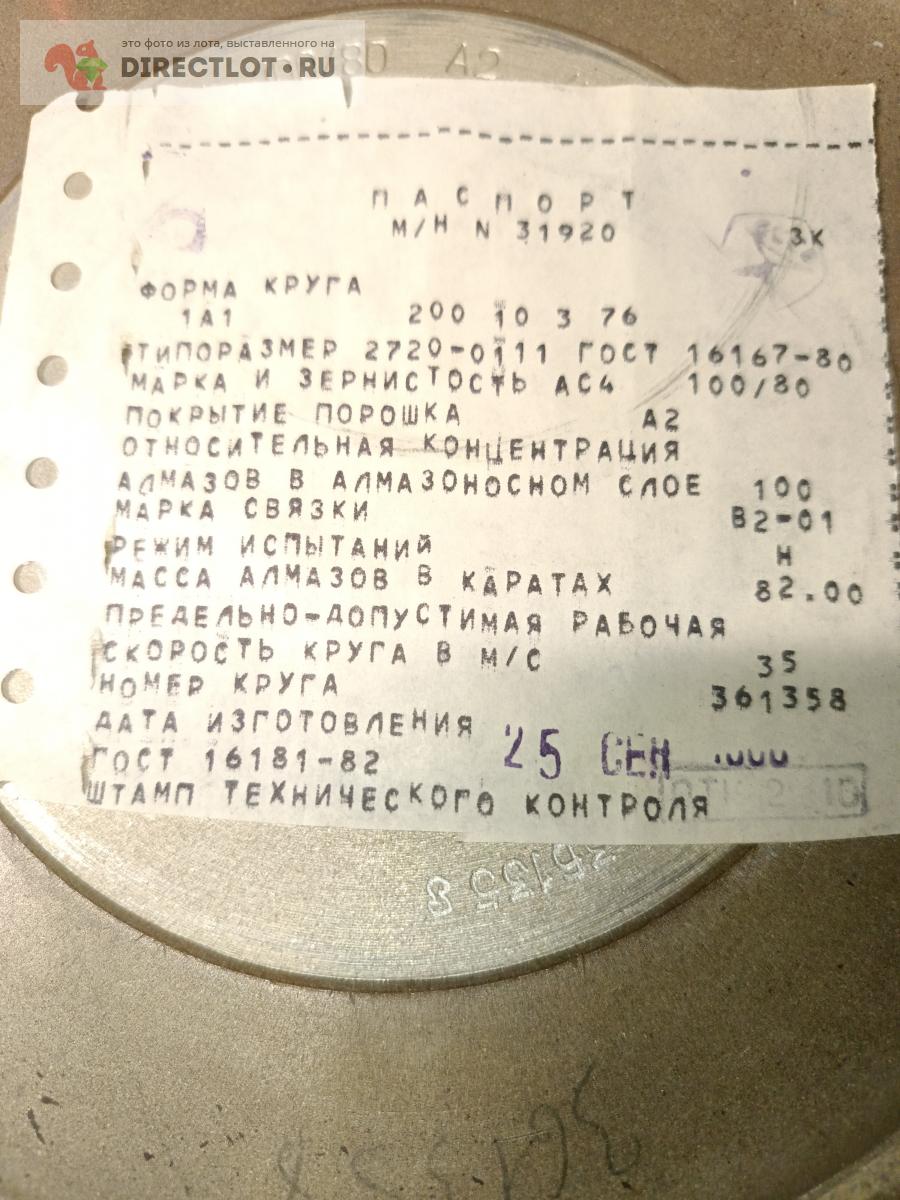 это фото из лота, выставленного на
DIRECTLOT.RU
80 А2
ПАСПОРТ
М/Н N 31920
3К
ФОРМА КРУГА
1А1 200 10 3 76
ТИПОРАЗМЕР 2720-0111 ГОСТ 16167-80
МАРКА И ЗЕРНИСТОСТЬ АС4 100/80
ПОКРЫТИЕ ПОРОШКА А2
ОТНОСИТЕЛЬНАЯ КОНЦЕНТРАЦИЯ
АЛМАЗОВ В АЛМАЗОНОСНОМ СЛОЕ 100
МАРКА СВЯЗКИ В2-01
РЕЖИМ ИСПЫТАНИЙ Н
МАССА АЛМАЗОВ В КАРАТАХ 82.00
ПРЕДЕЛЬНО-ДОПУСТИМАЯ РАБОЧАЯ
СКОРОСТЬ КРУГА В М/С 35
НОМЕР КРУГА 361358
ДАТА ИЗГОТОВЛЕНИЯ 25 СЕН
ГОСТ 16181-82
ШТАМП ТЕХНИЧЕСКОГО КОНТРОЛЯ